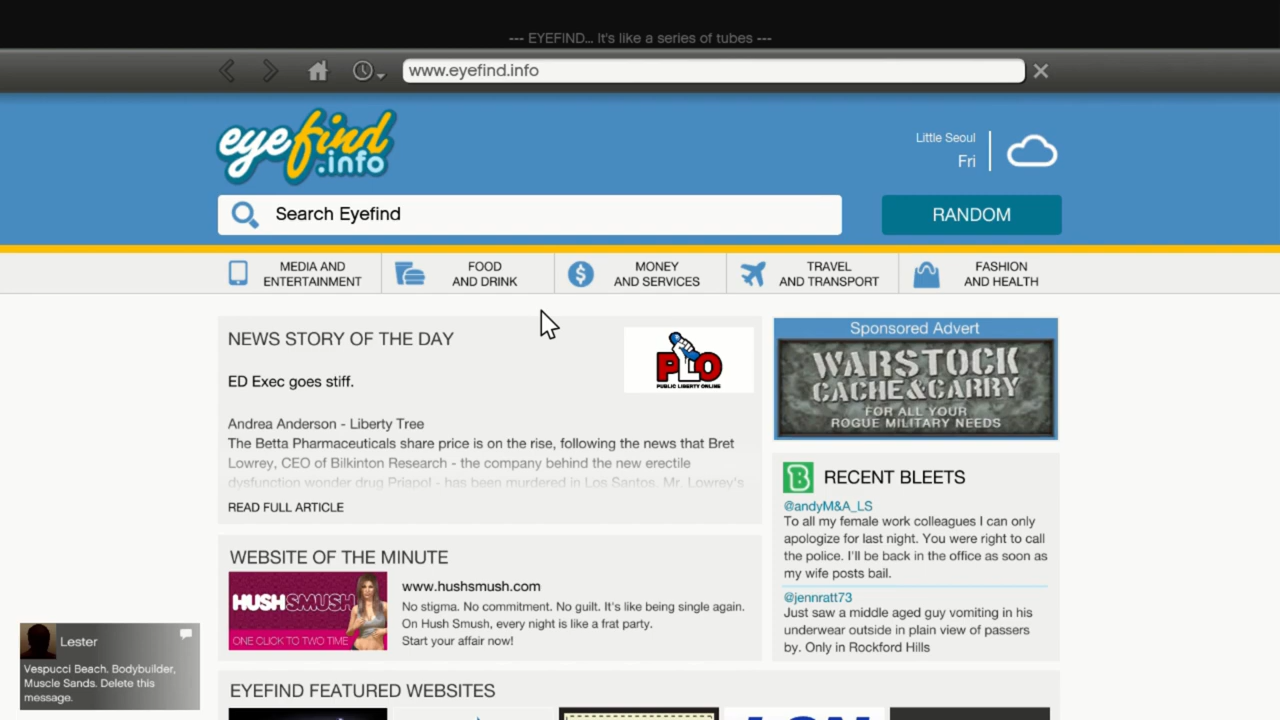 --- EYEFIND... It's like a series of tubes ---
www.eyefind.info
eyefind
.info
Little Seoul
Fri
Search Eyefind
RANDOM
MEDIA AND
ENTERTAINMENT
FOOD
AND DRINK
MONEY
AND SERVICES
TRAVEL
AND TRANSPORT
FASHION
AND HEALTH
NEWS STORY OF THE DAY
PLO
PUBLIC LIBERTY ONLINE
ED Exec goes stiff.
Andrea Anderson - Liberty Tree
The Betta Pharmaceuticals share price is on the rise, following the news that Bret
Lowrey, CEO of Bilkinton Research - the company behind the new erectile
dysfunction wonder drug Priapol - has been murdered in Los Santos. Mr. Lowrey's
READ FULL ARTICLE
Sponsored Advert
WARSTOCK
CACHE&CARRY
FOR ALL YOUR
ROGUE MILITARY NEEDS
B
RECENT BLEETS
@andyM&A_LS
To all my female work colleagues I can only
apologize for last night. You were right to call
the police. I'll be back in the office as soon as
my wife posts bail.
@jennratt73
Just saw a middle aged guy vomiting in his
underwear outside in plain view of passers
by. Only in Rockford Hills
WEBSITE OF THE MINUTE
HUSHSMUSH
ONE CLICK TO TWO TIME
www.hushsmush.com
No stigma. No commitment. No guilt. It's like being single again.
On Hush Smush, every night is like a frat party.
Start your affair now!
Lester
Vespucci Beach. Bodybuilder,
Muscle Sands. Delete this
message.
EYEFIND FEATURED WEBSITES